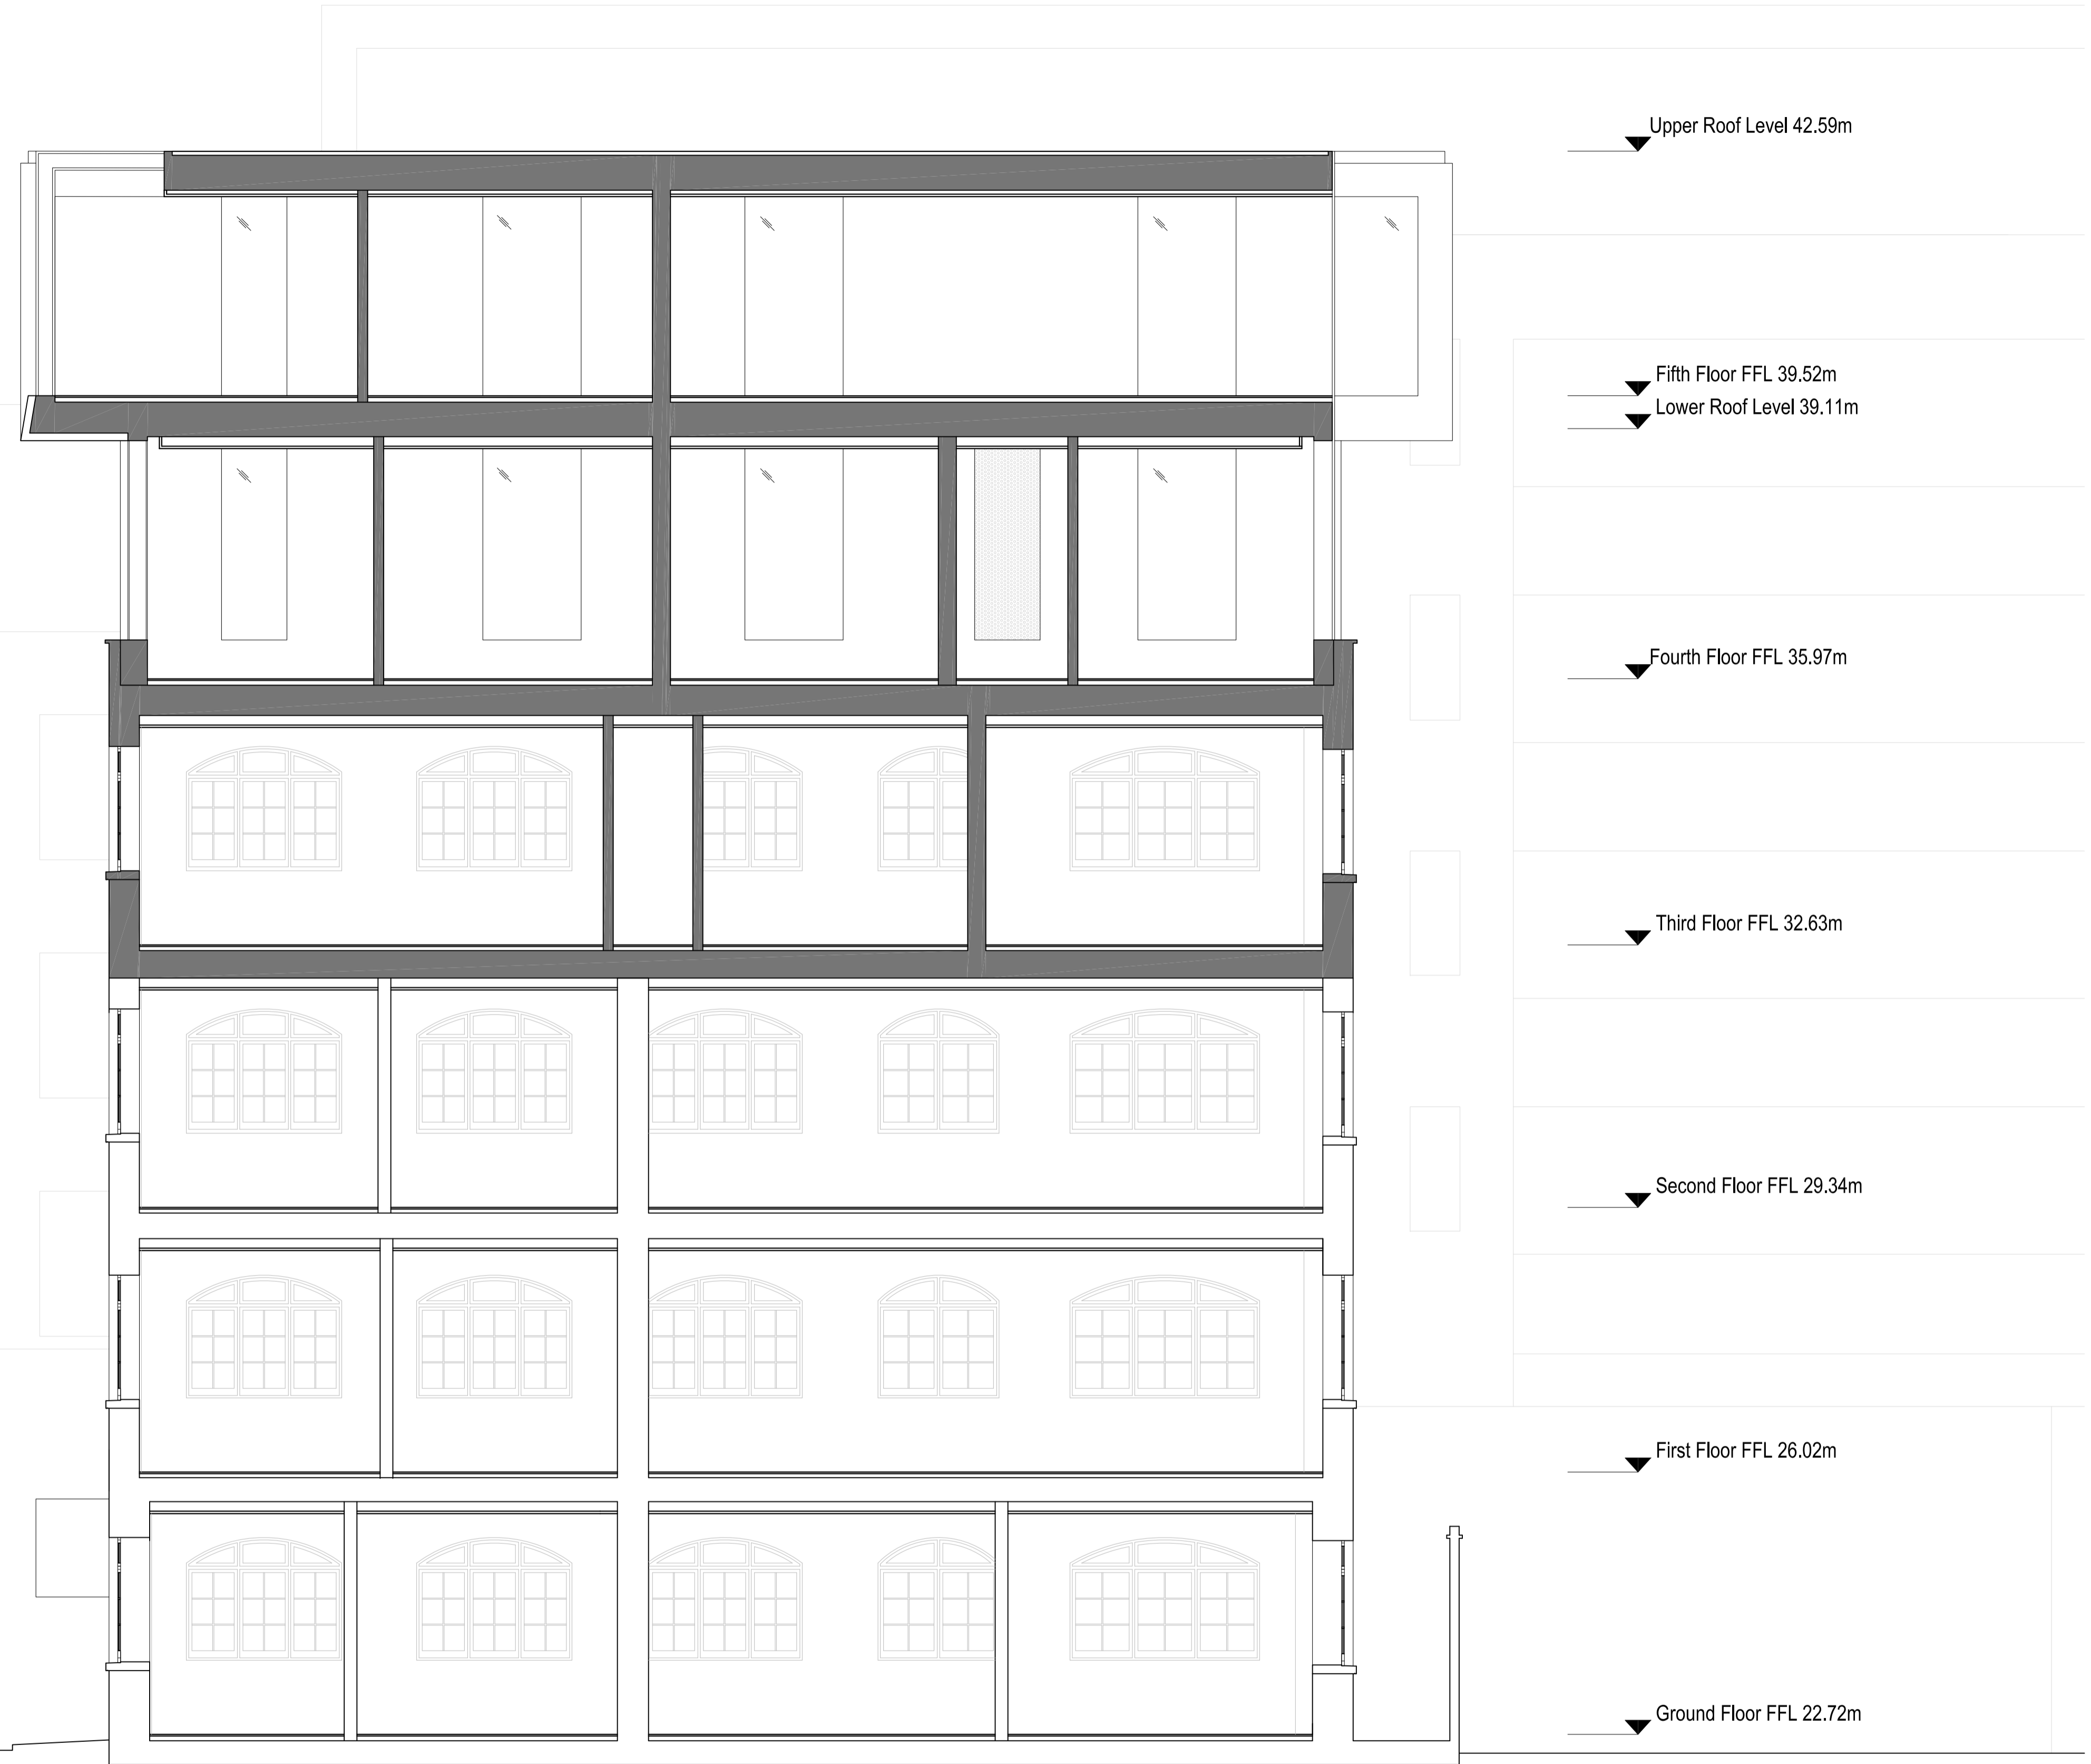 Upper Roof Level 42.59m
Fifth Floor FFL 39.52m
Lower Roof Level 39.11m
Fourth Floor FFL 35.97m
Third Floor FFL 32.63m
Second Floor FFL 29.34m
First Floor FFL 26.02m
Ground Floor FFL 22.72m